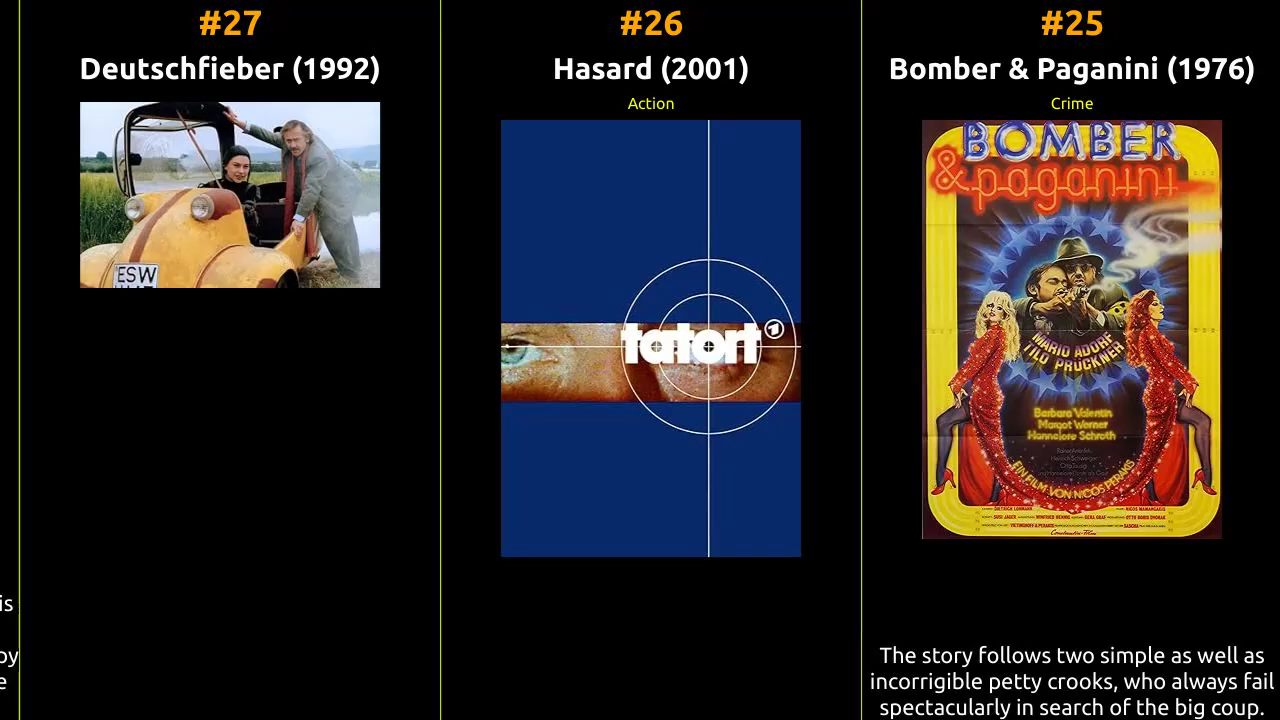 #27
Deutschfieber (1992)
ESW
#26
Hasard (2001)
Action
tatort
#25
Bomber & Paganini (1976)
Crime
BOMBER
& paganini
MARIO ADORF
TILO PRÜCKNER
Barbara Valentin
Margot Werner
Hannelore Schroth
EIN FILM VON NICOS PERAKIS
is
oy
e
The story follows two simple as well as
incorrigible petty crooks, who always fail
spectacularly in search of the big coup.